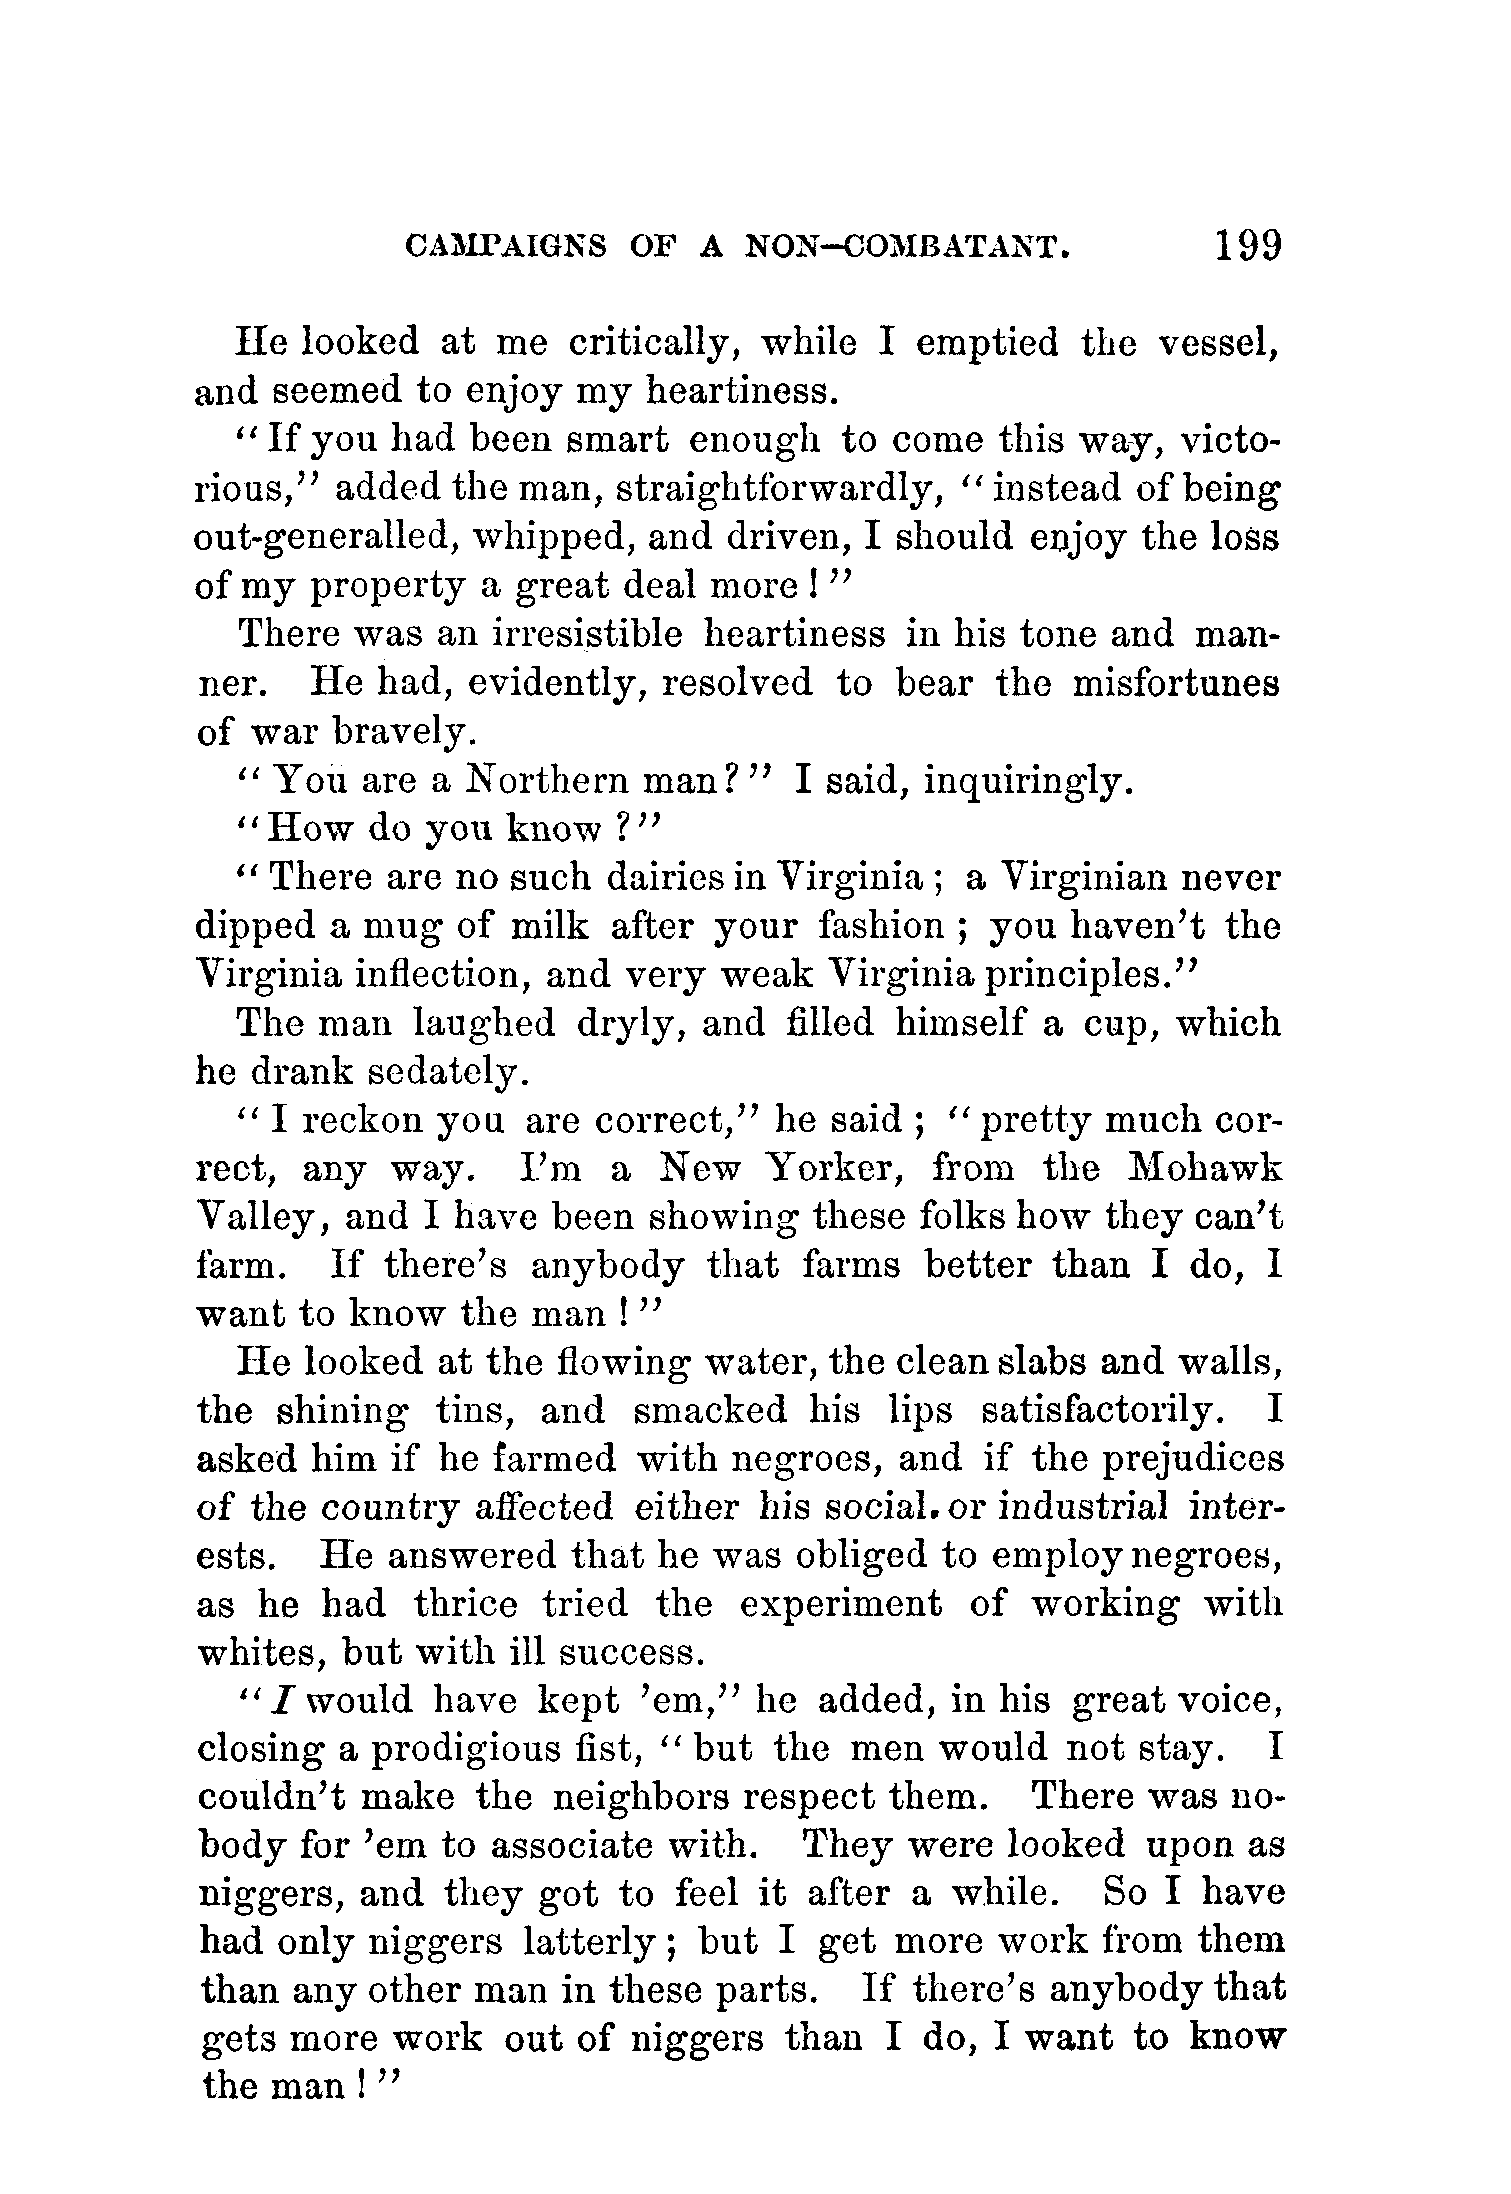 CAMPAIGNS OF A NON-COMBATANT. 199
He looked at me critically, while I emptied the vessel,
and seemed to enjoy my heartiness.
"If you had been smart enough to come this way, victo-
rious," added the man, straightforwardly, "instead of being
out-generalled, whipped, and driven, I should enjoy the loss
of my property a great deal more!"
There was an irresistible heartiness in his tone and man-
ner. He had, evidently, resolved to bear the misfortunes
of war bravely.
"You are a Northern man?" I said, inquiringly.
"How do you know?"
"There are no such dairies in Virginia; a Virginian never
dipped a mug of milk after your fashion; you haven't the
Virginia inflection, and very weak Virginia principles."
The man laughed dryly, and filled himself a cup, which
he drank sedately.
"I reckon you are correct," he said; "pretty much cor-
rect, any way. I'm a New Yorker, from the Mohawk
Valley, and I have been showing these folks how they can't
farm. If there's anybody that farms better than I do, I
want to know the man!"
He looked at the flowing water, the clean slabs and walls,
the shining tins, and smacked his lips satisfactorily. I
asked him if he farmed with negroes, and if the prejudices
of the country affected either his social. or industrial inter-
ests. He answered that he was obliged to employ negroes,
as he had thrice tried the experiment of working with
whites, but with ill success.
"I would have kept 'em," he added, in his great voice,
closing a prodigious fist, "but the men would not stay. I
couldn't make the neighbors respect them. There was no-
body for 'em to associate with. They were looked upon as
niggers, and they got to feel it after a while. So I have
had only niggers latterly; but I get more work from them
than any other man in these parts. If there's anybody that
gets more work out of niggers than I do, I want to know
the man!"